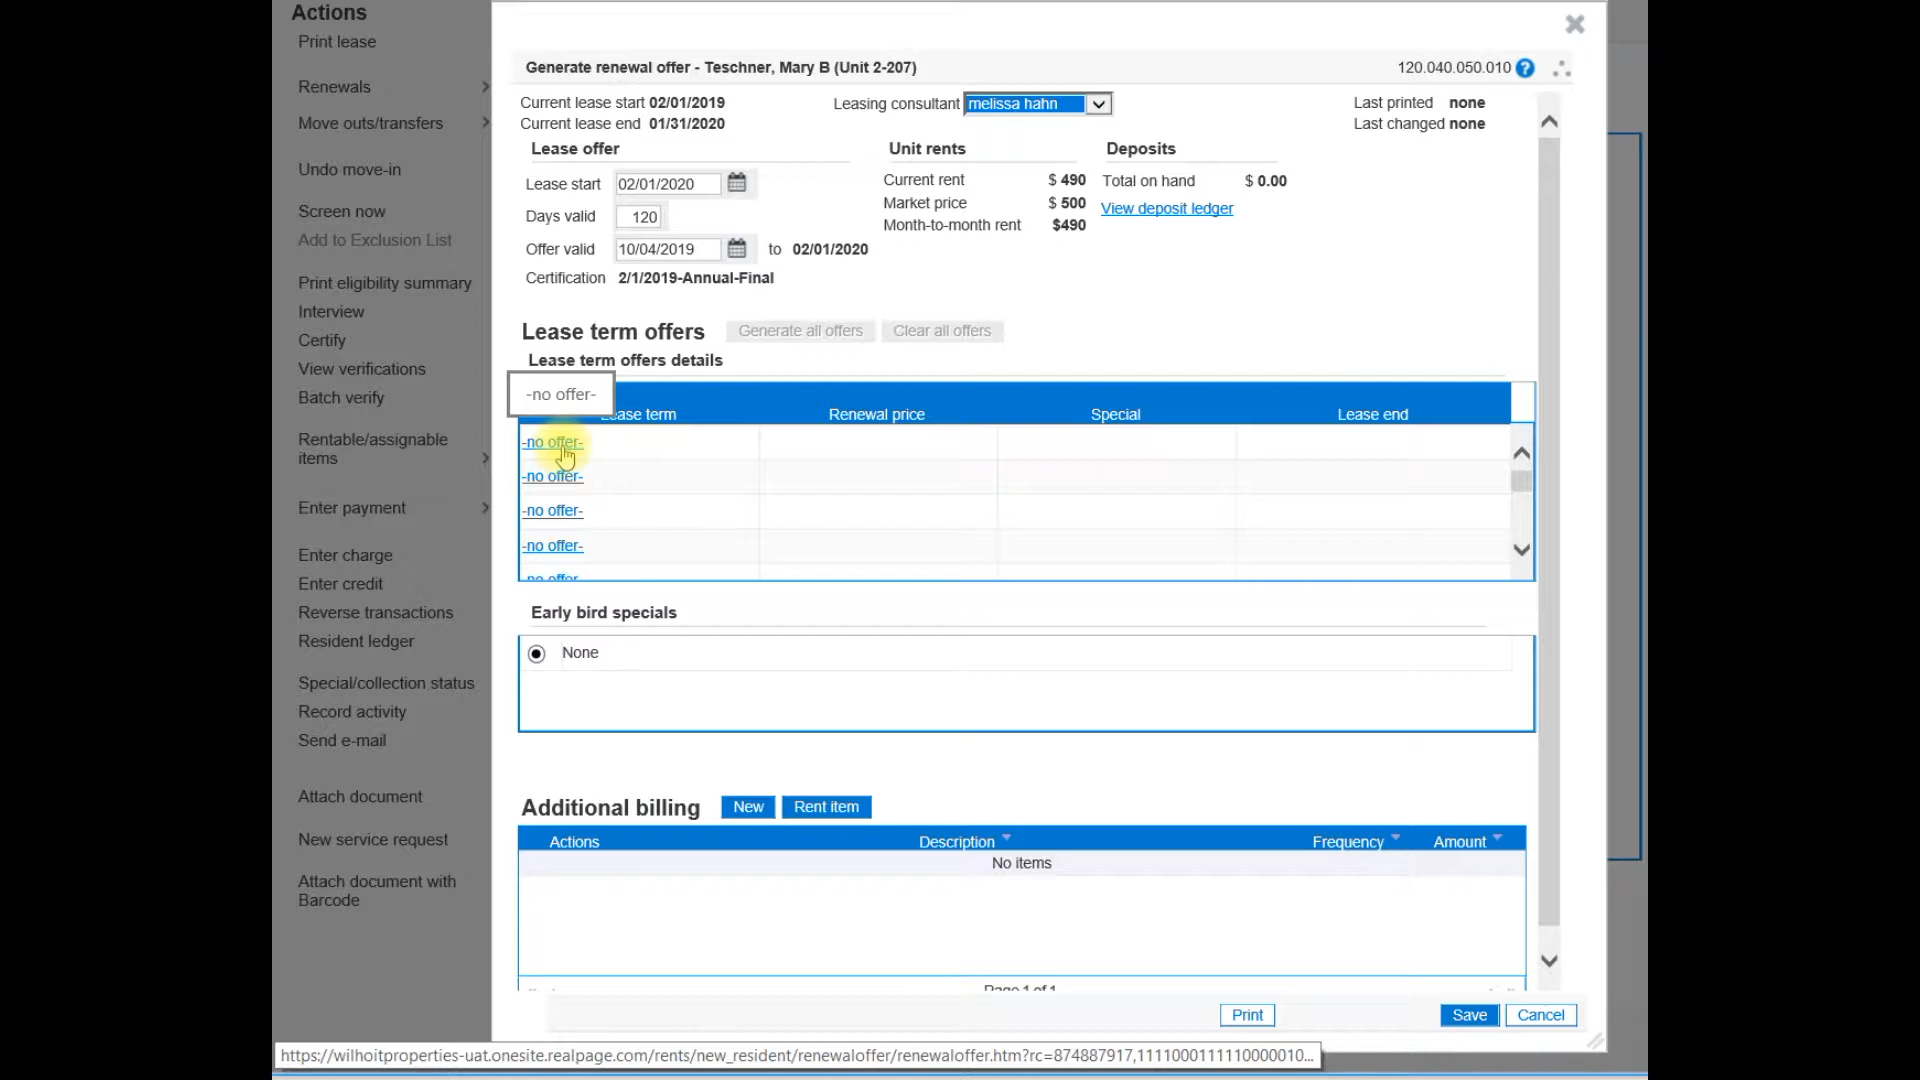 Actions
Print lease
Renewals
Move outs/transfers
Undo move-in
Screen now
Add to Exclusion List
Print eligibility summary
Interview
Certify
View verifications
Batch verify
Rentable/assignable
items
Enter payment
Enter charge
Enter credit
Reverse transactions
Resident ledger
Special/collection status
Record activity
Send e-mail
Attach document
New service request
Attach document with
Barcode
Generate renewal offer - Teschner, Mary B (Unit 2-207)
120.040.050.010 ?
Current lease start 02/01/2019
Current lease end 01/31/2020
Leasing consultant melissa hahn
Last printed none
Last changed none
Lease offer
Lease start 02/01/2020
Days valid 120
Offer valid 10/04/2019 to 02/01/2020
Certification 2/1/2019-Annual-Final
Unit rents
Current rent $ 490
Market price $ 500
Month-to-month rent $490
Deposits
Total on hand $ 0.00
View deposit ledger
Lease term offers Generate all offers Clear all offers
Lease term offers details
-no offer-
Lease term Renewal price Special Lease end
-no offer-
-no offer-
-no offer-
-no offer-
-no offer-
Early bird specials
None
Additional billing New Rent item
Actions Description Frequency Amount
No items
Page 1 of 1
Print Save Cancel
https://wilhoitproperties-uat.onesite.realpage.com/rents/new_resident/renewaloffer/renewaloffer.htm?rc=874887917,1111000111110000010...